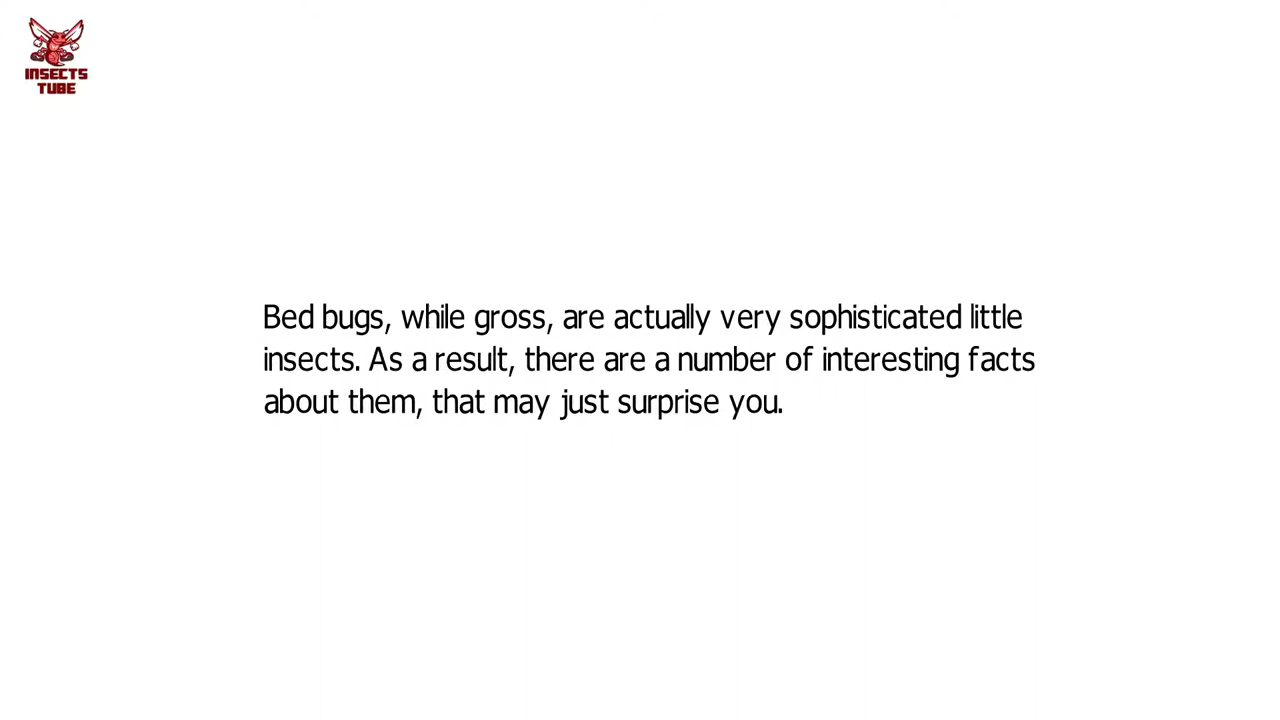 INSECTS
TUBE
Bed bugs, while gross, are actually very sophisticated little
insects. As a result, there are a number of interesting facts
about them, that may just surprise you.